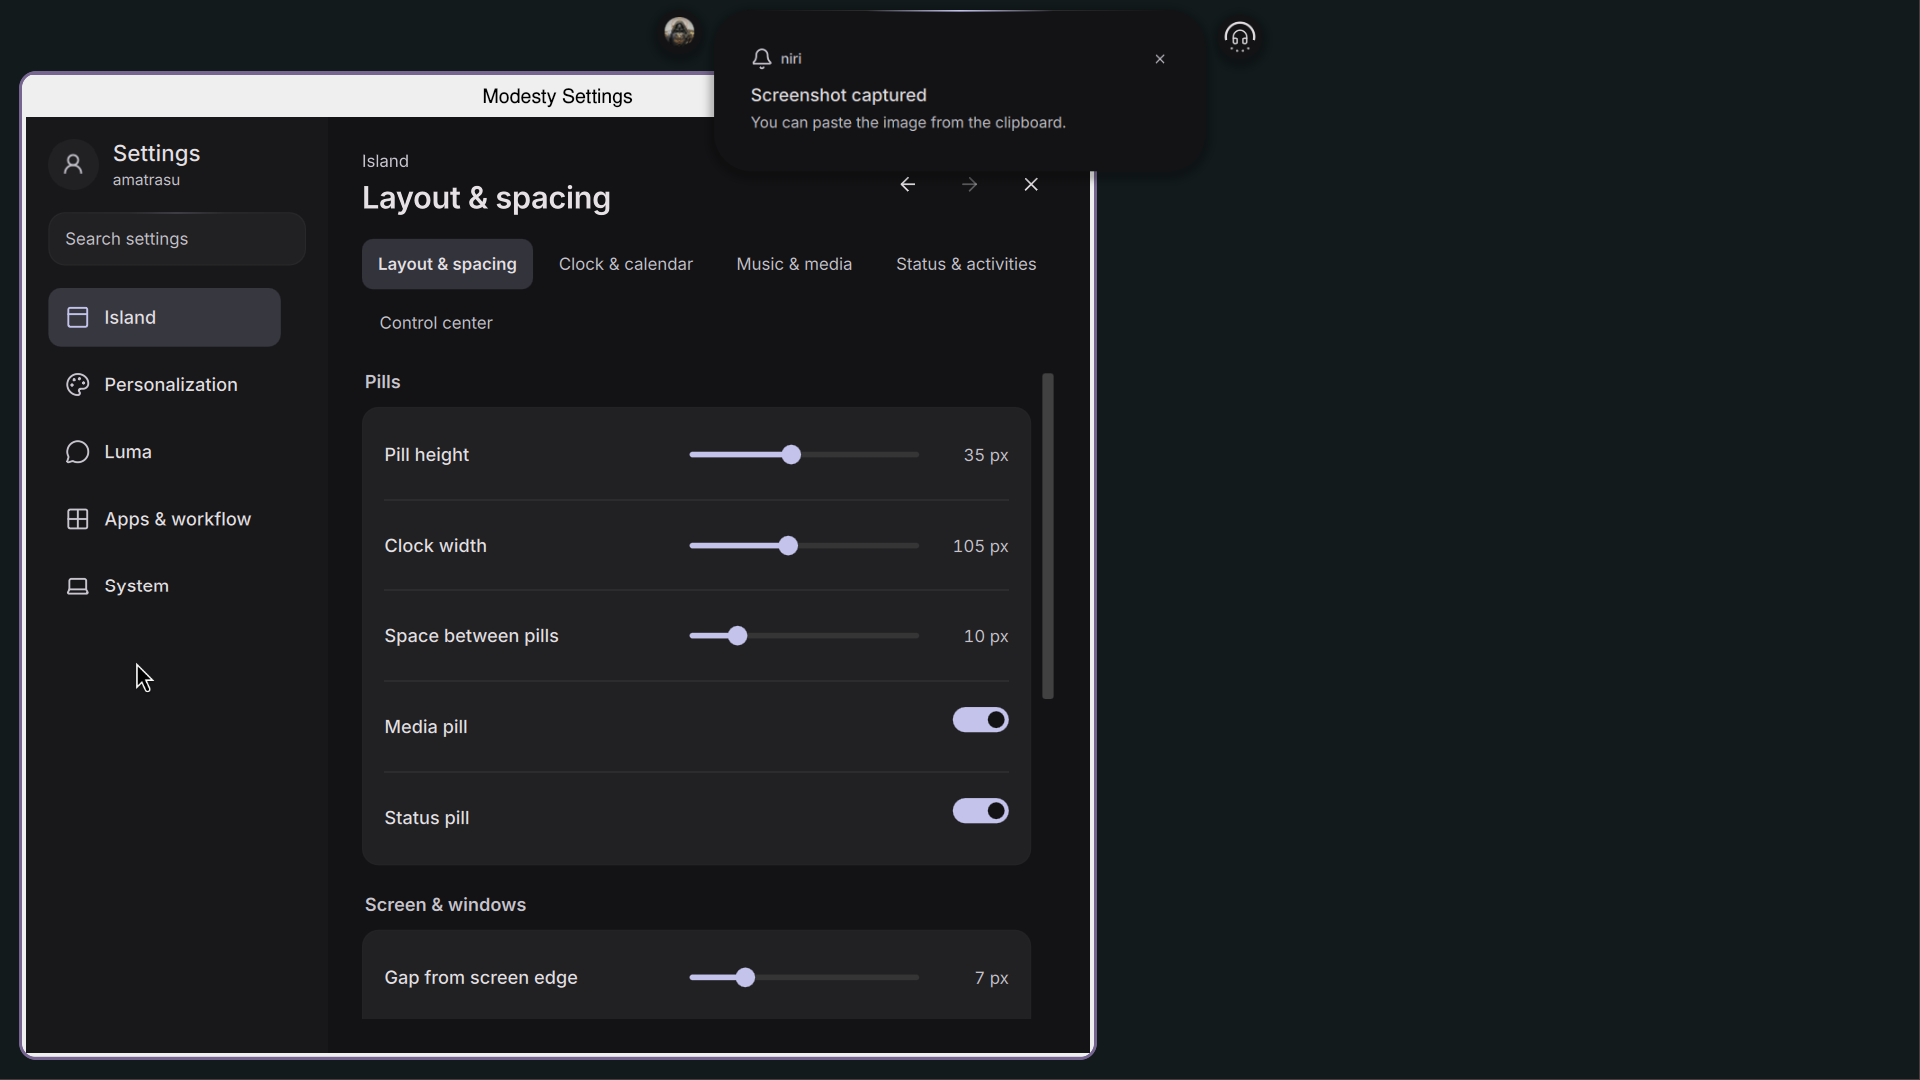 niri
Screenshot captured
You can paste the image from the clipboard.
Modesty Settings
Settings
amatrasu
Search settings
Island
Personalization
Luma
Apps & workflow
System
Island
Layout & spacing
Layout & spacing
Clock & calendar
Music & media
Status & activities
Control center
Pills
Pill height
35 px
Clock width
105 px
Space between pills
10 px
Media pill
Status pill
Screen & windows
Gap from screen edge
7 px